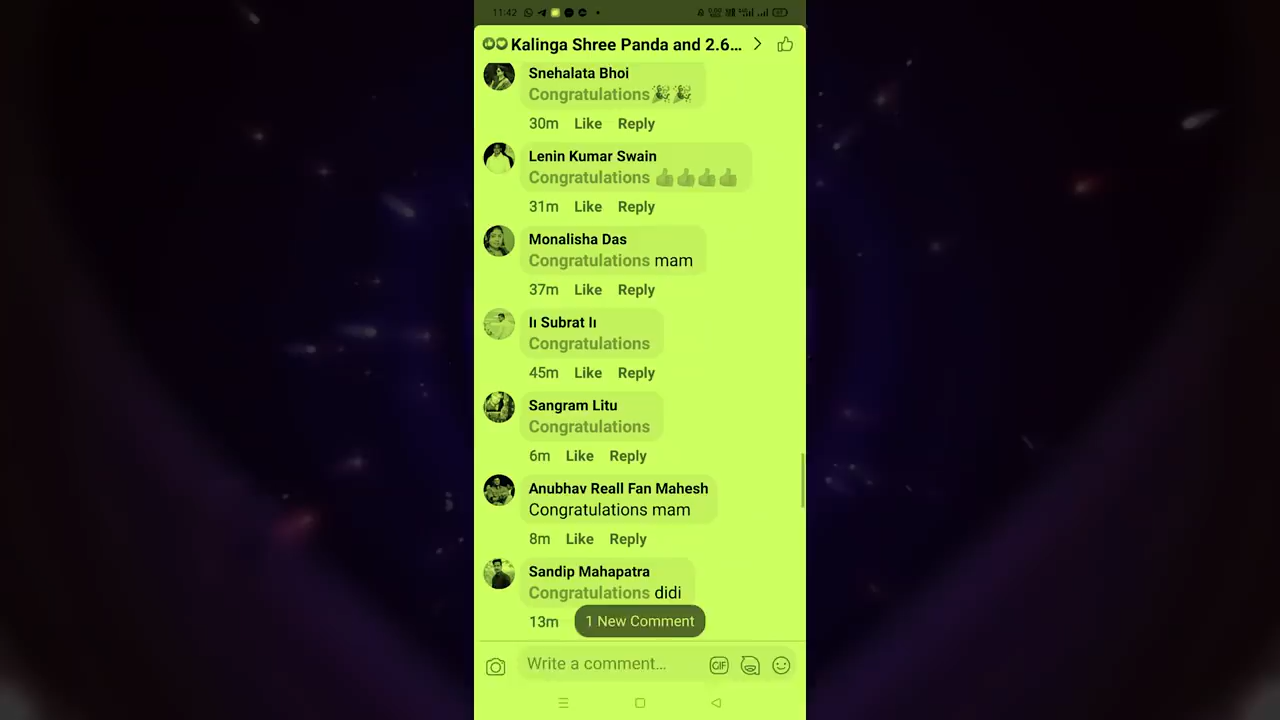 11:42
Kalinga Shree Panda and 2.6...
Snehalata Bhoi
Congratulations🎉🎉
30m Like Reply
Lenin Kumar Swain
Congratulations 👍👍👍👍
31m Like Reply
Monalisha Das
Congratulations mam
37m Like Reply
Iı Subrat Iı
Congratulations
45m Like Reply
Sangram Litu
Congratulations
6m Like Reply
Anubhav Reall Fan Mahesh
Congratulations mam
8m Like Reply
Sandip Mahapatra
Congratulations didi
13m
1 New Comment
Write a comment...
GIF